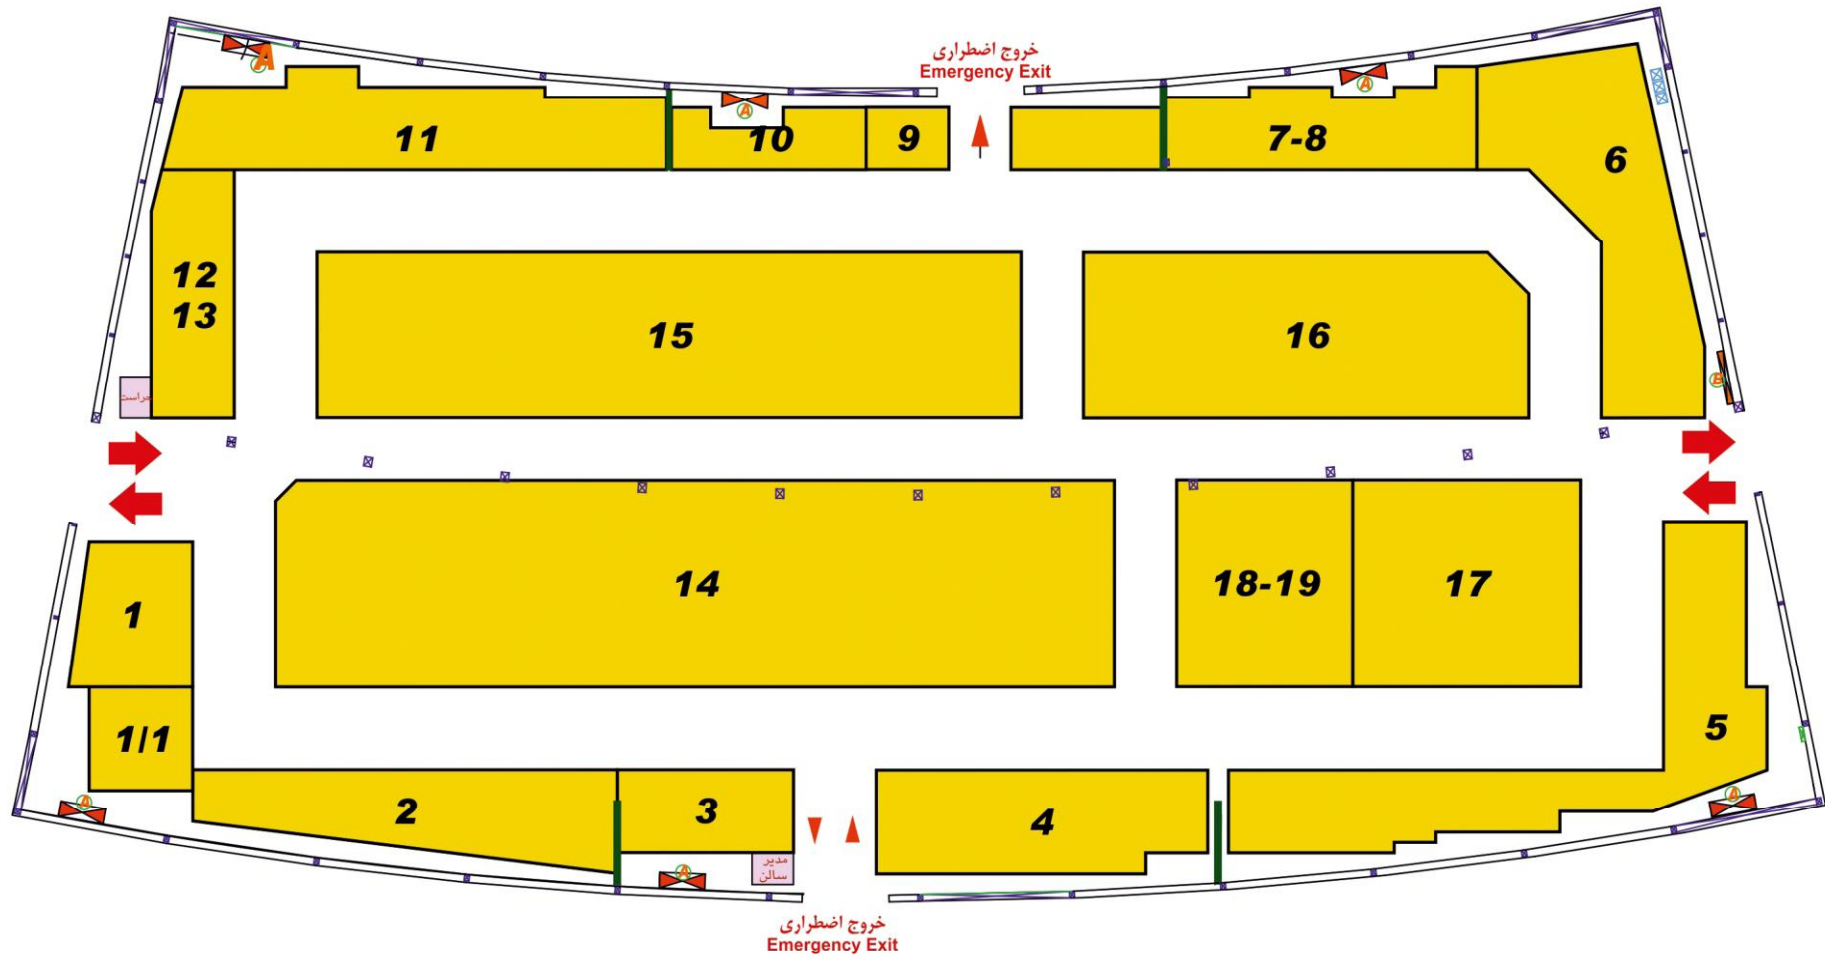 خروج اضطراری
Emergency Exit
A
A
A
11
10
9
7-8
6
12
13
15
16
حراست
B
14
18-19
17
1
1/1
5
2
3
4
A
A
A
مدیر
سالن
خروج اضطراری
Emergency Exit